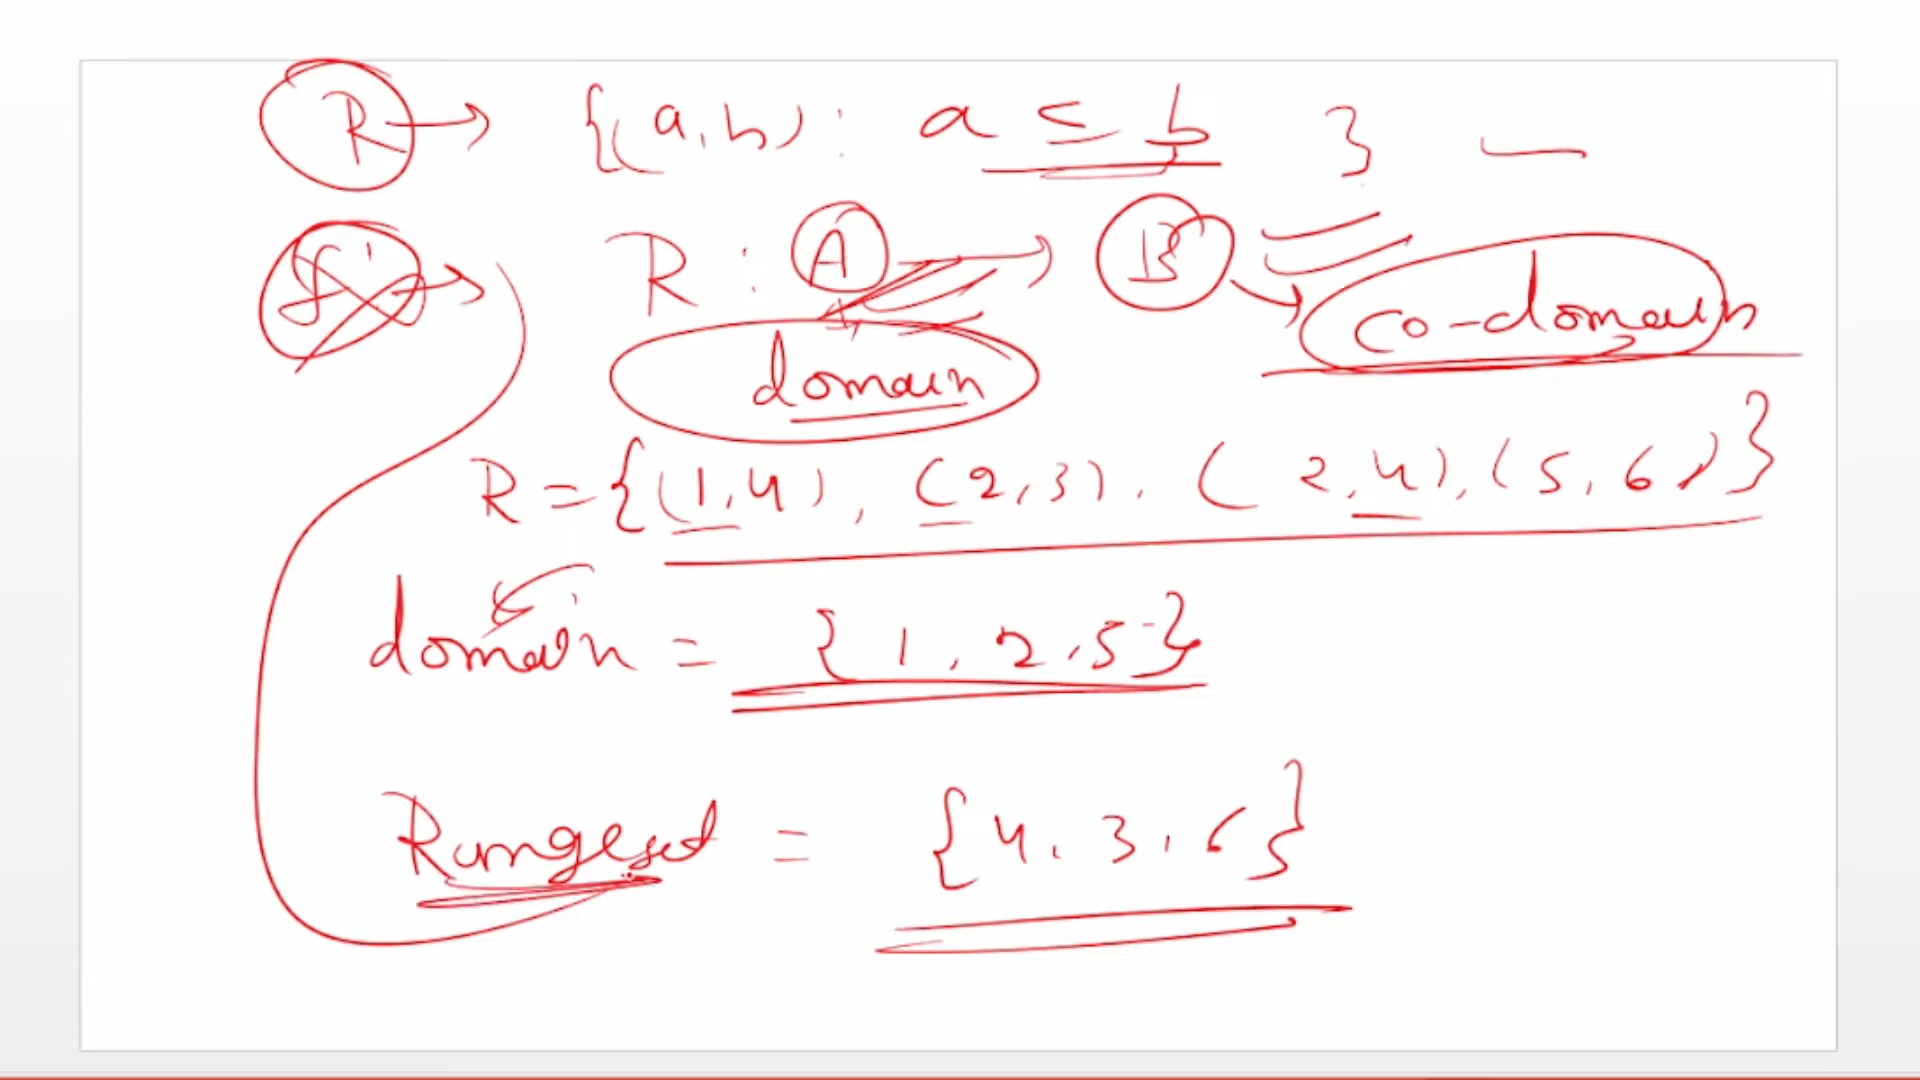 R → {(a,b): a ≤ b }
f → R : A → B → co-domain
domain
R = {(1,4), (2,3), (2,4), (5,6)}
domain = {1, 2, 5}
Rangeset = {4, 3, 6}